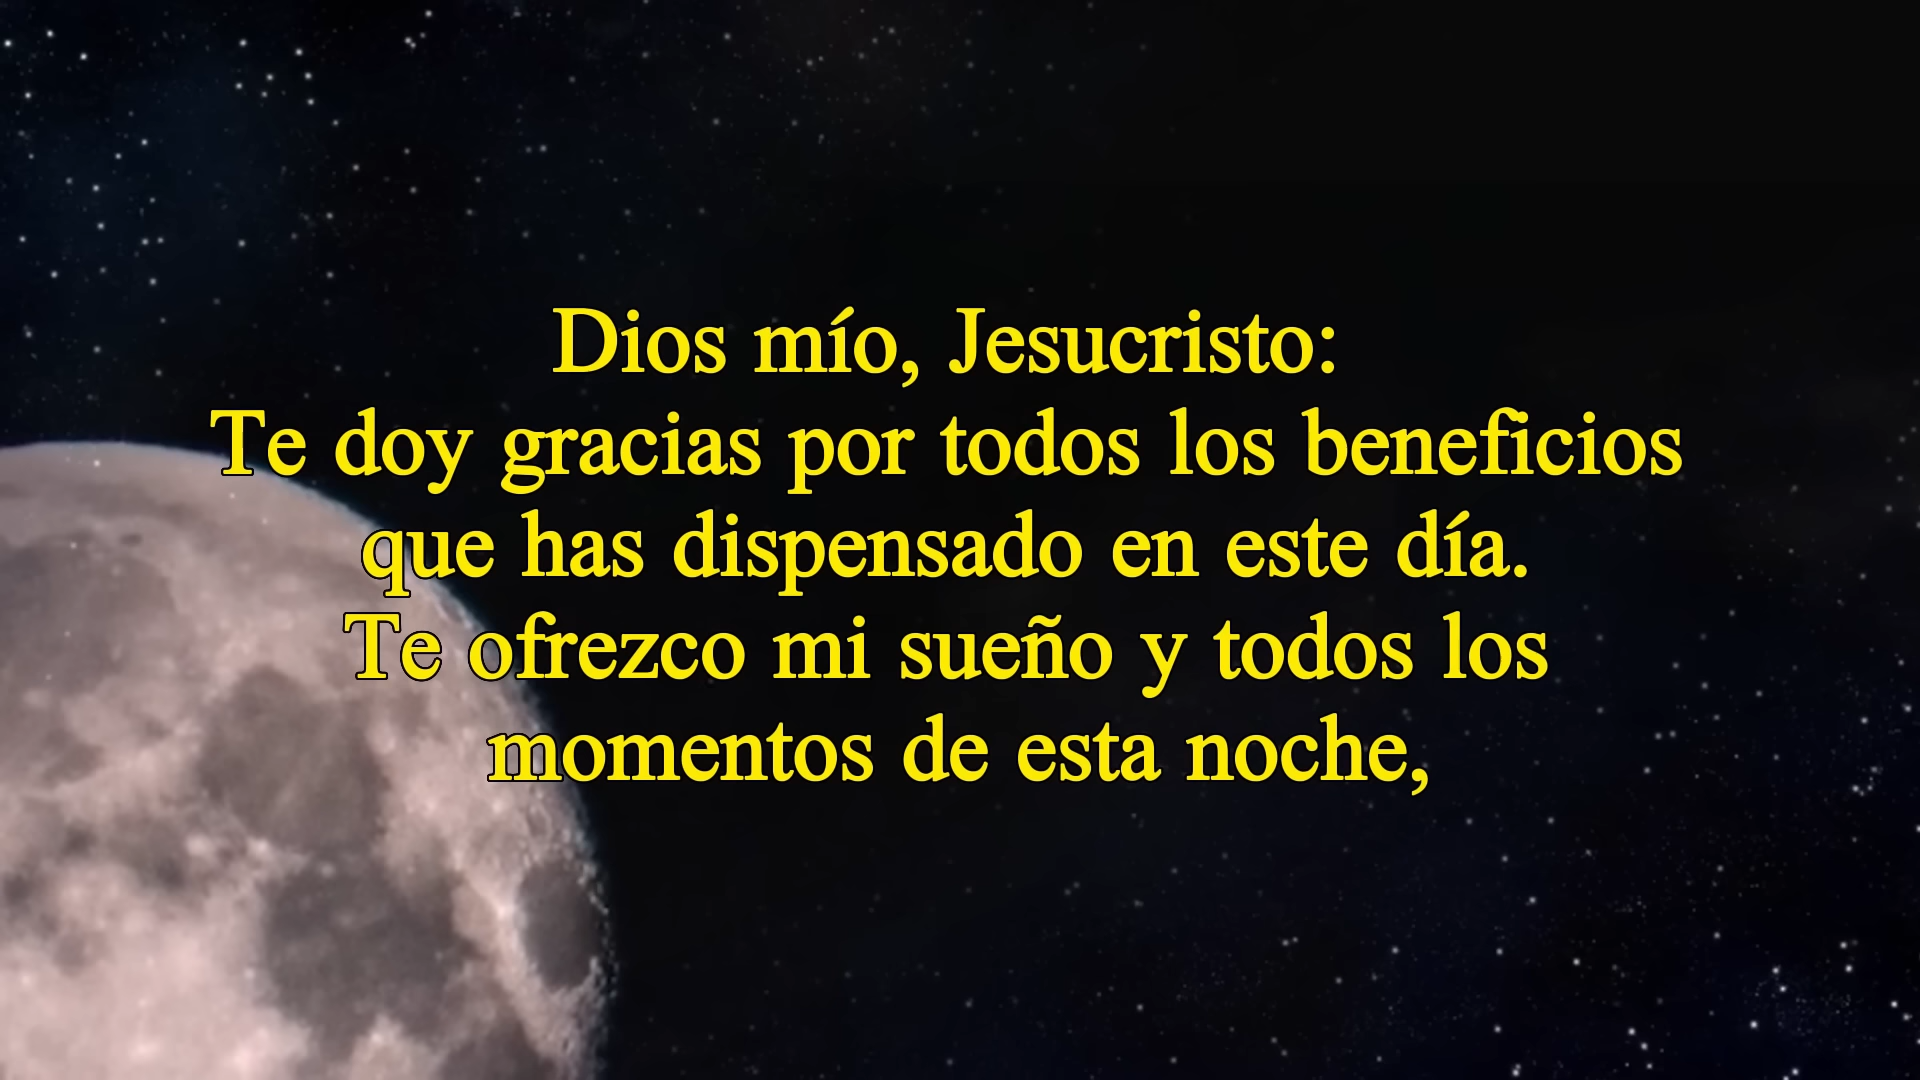 Dios mío, Jesucristo:
Te doy gracias por todos los beneficios
que has dispensado en este día.
Te ofrezco mi sueño y todos los
momentos de esta noche,